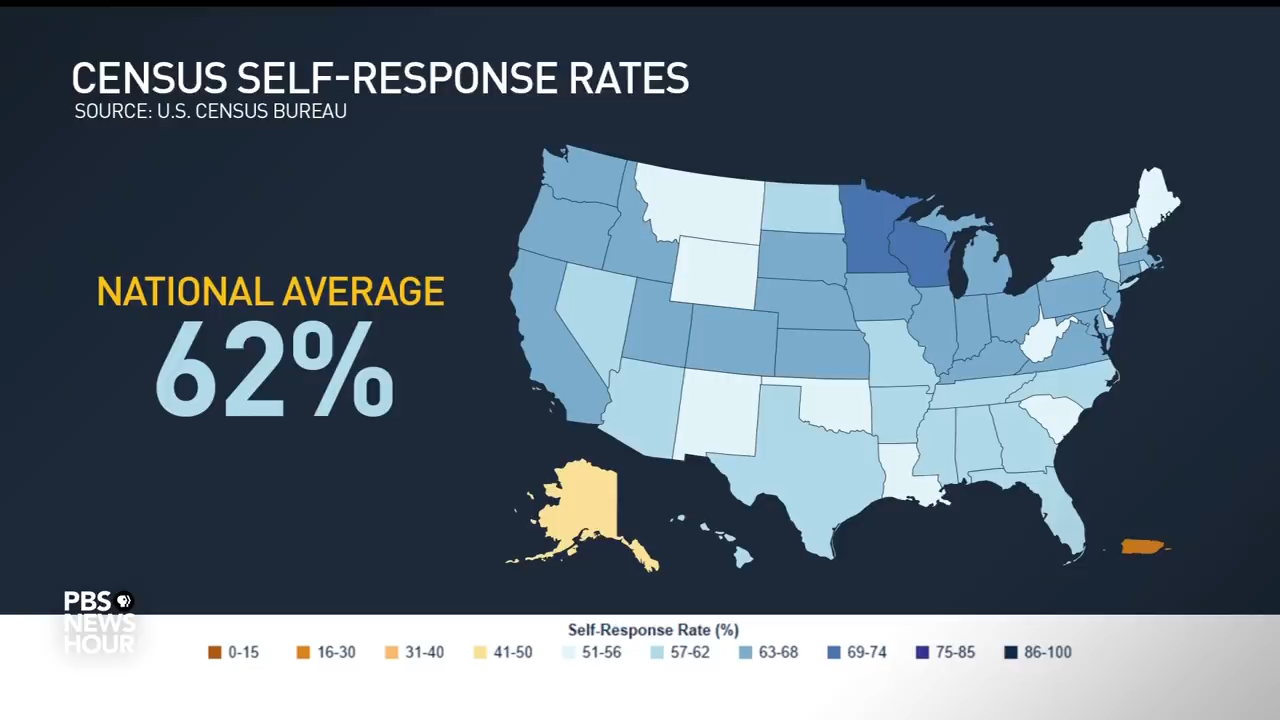 CENSUS SELF-RESPONSE RATES
SOURCE: U.S. CENSUS BUREAU
NATIONAL AVERAGE
62%
PBS
NEWS
HOUR
Self-Response Rate (%)
0-15 16-30 31-40 41-50 51-56 57-62 63-68 69-74 75-85 86-100